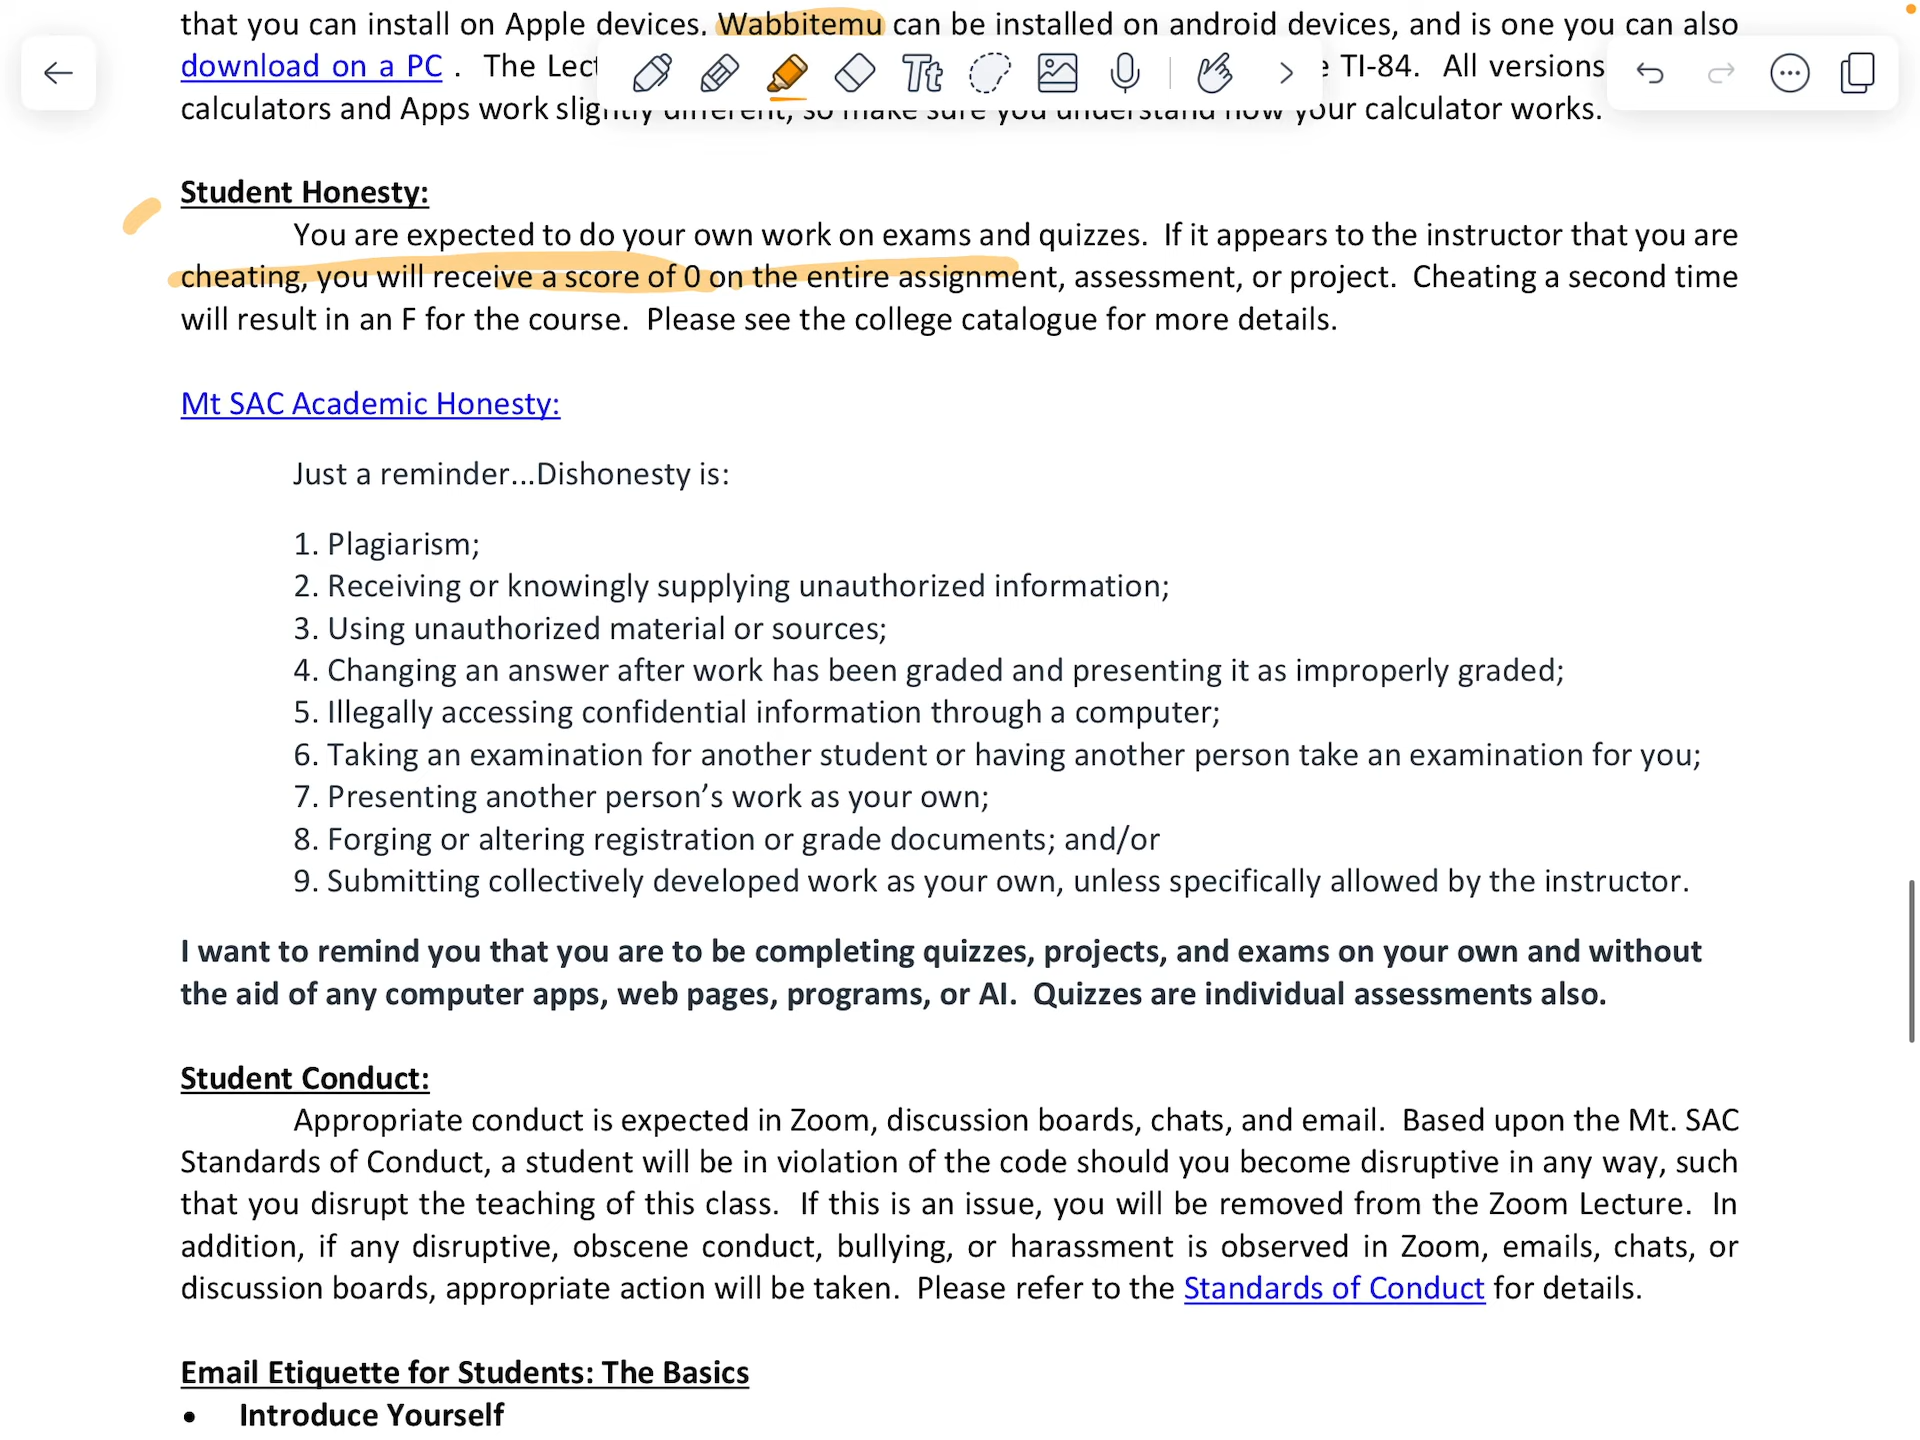 that you can install on Apple devices. Wabbitemu can be installed on android devices, and is one you can also
download on a PC . The Lect TI-84. All versions
calculators and Apps work slightly different, so make sure you understand how your calculator works.
Student Honesty:
You are expected to do your own work on exams and quizzes. If it appears to the instructor that you are
cheating, you will receive a score of 0 on the entire assignment, assessment, or project. Cheating a second time
will result in an F for the course. Please see the college catalogue for more details.
Mt SAC Academic Honesty:
Just a reminder...Dishonesty is:
1. Plagiarism;
2. Receiving or knowingly supplying unauthorized information;
3. Using unauthorized material or sources;
4. Changing an answer after work has been graded and presenting it as improperly graded;
5. Illegally accessing confidential information through a computer;
6. Taking an examination for another student or having another person take an examination for you;
7. Presenting another person’s work as your own;
8. Forging or altering registration or grade documents; and/or
9. Submitting collectively developed work as your own, unless specifically allowed by the instructor.
I want to remind you that you are to be completing quizzes, projects, and exams on your own and without
the aid of any computer apps, web pages, programs, or AI. Quizzes are individual assessments also.
Student Conduct:
Appropriate conduct is expected in Zoom, discussion boards, chats, and email. Based upon the Mt. SAC
Standards of Conduct, a student will be in violation of the code should you become disruptive in any way, such
that you disrupt the teaching of this class. If this is an issue, you will be removed from the Zoom Lecture. In
addition, if any disruptive, obscene conduct, bullying, or harassment is observed in Zoom, emails, chats, or
discussion boards, appropriate action will be taken. Please refer to the Standards of Conduct for details.
Email Etiquette for Students: The Basics
• Introduce Yourself